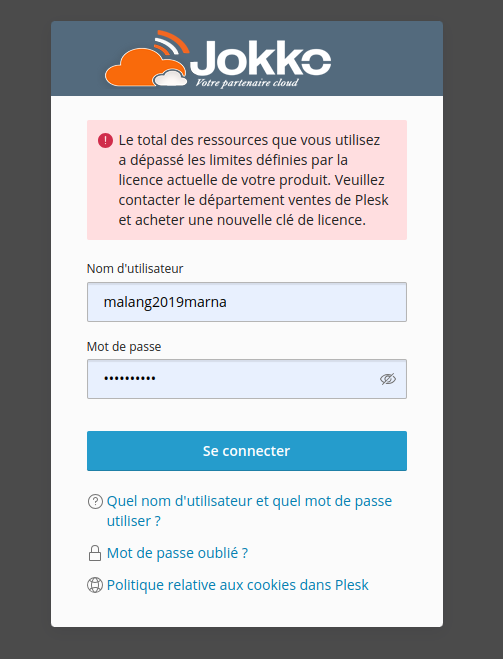 Jokko
Votre partenaire cloud
Le total des ressources que vous utilisez
a dépassé les limites définies par la
licence actuelle de votre produit. Veuillez
contacter le département ventes de Plesk
et acheter une nouvelle clé de licence.
Nom d'utilisateur
malang2019marna
Mot de passe
••••••••••
Se connecter
Quel nom d'utilisateur et quel mot de passe
utiliser ?
Mot de passe oublié ?
Politique relative aux cookies dans Plesk